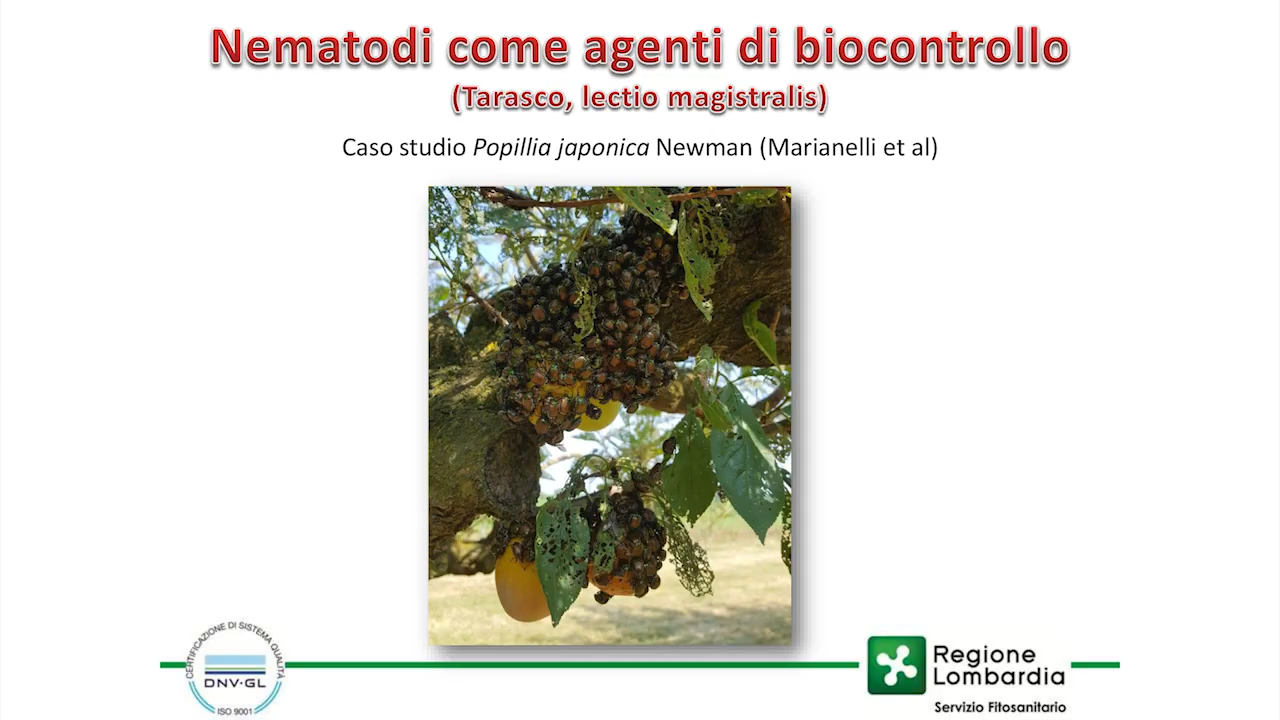 Nematodi come agenti di biocontrollo
(Tarasco, lectio magistralis)
Caso studio Popillia japonica Newman (Marianelli et al)
CERTIFICAZIONE DI SISTEMA QUALITÀ
DNV·GL
ISO 9001
Regione
Lombardia
Servizio Fitosanitario